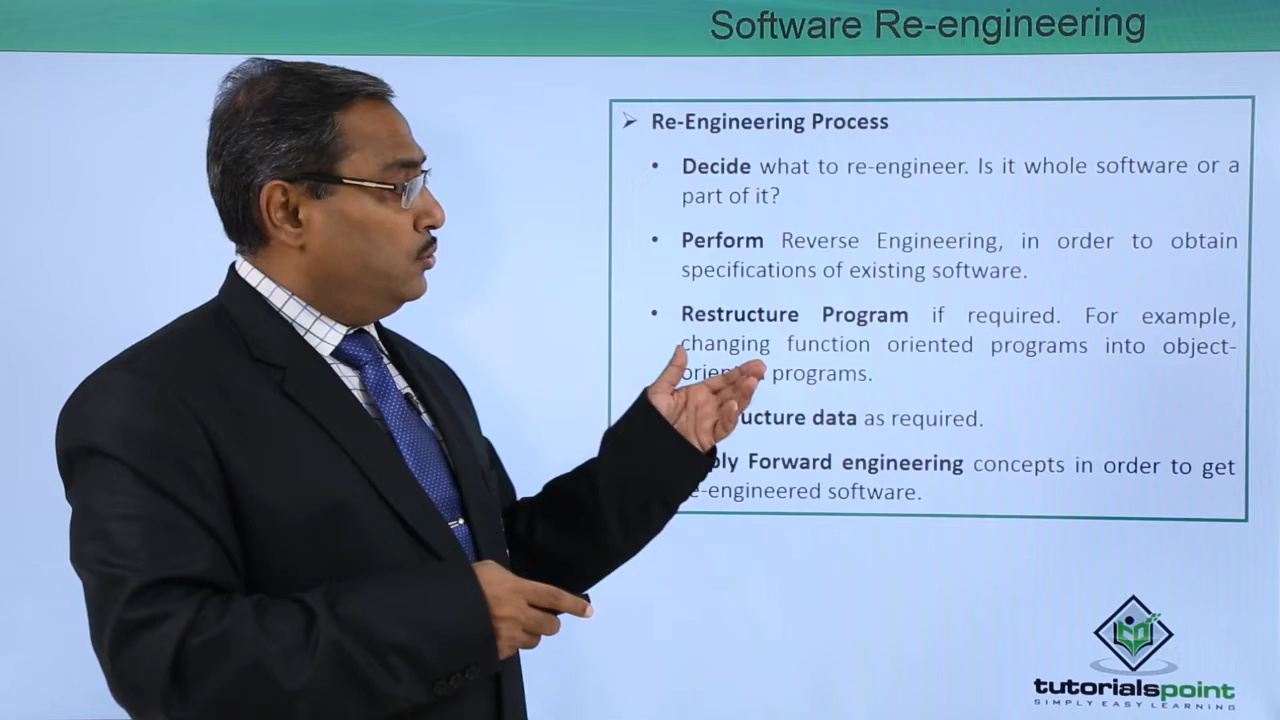 Software Re-engineering
Re-Engineering Process
• Decide what to re-engineer. Is it whole software or a
part of it?
• Perform Reverse Engineering, in order to obtain
specifications of existing software.
• Restructure Program if required. For example,
changing function oriented programs into object-
programs.
data as required.
Forward engineering concepts in order to get
-engineered software.
tutorialspoint
SIMPLY EASY LEARNING